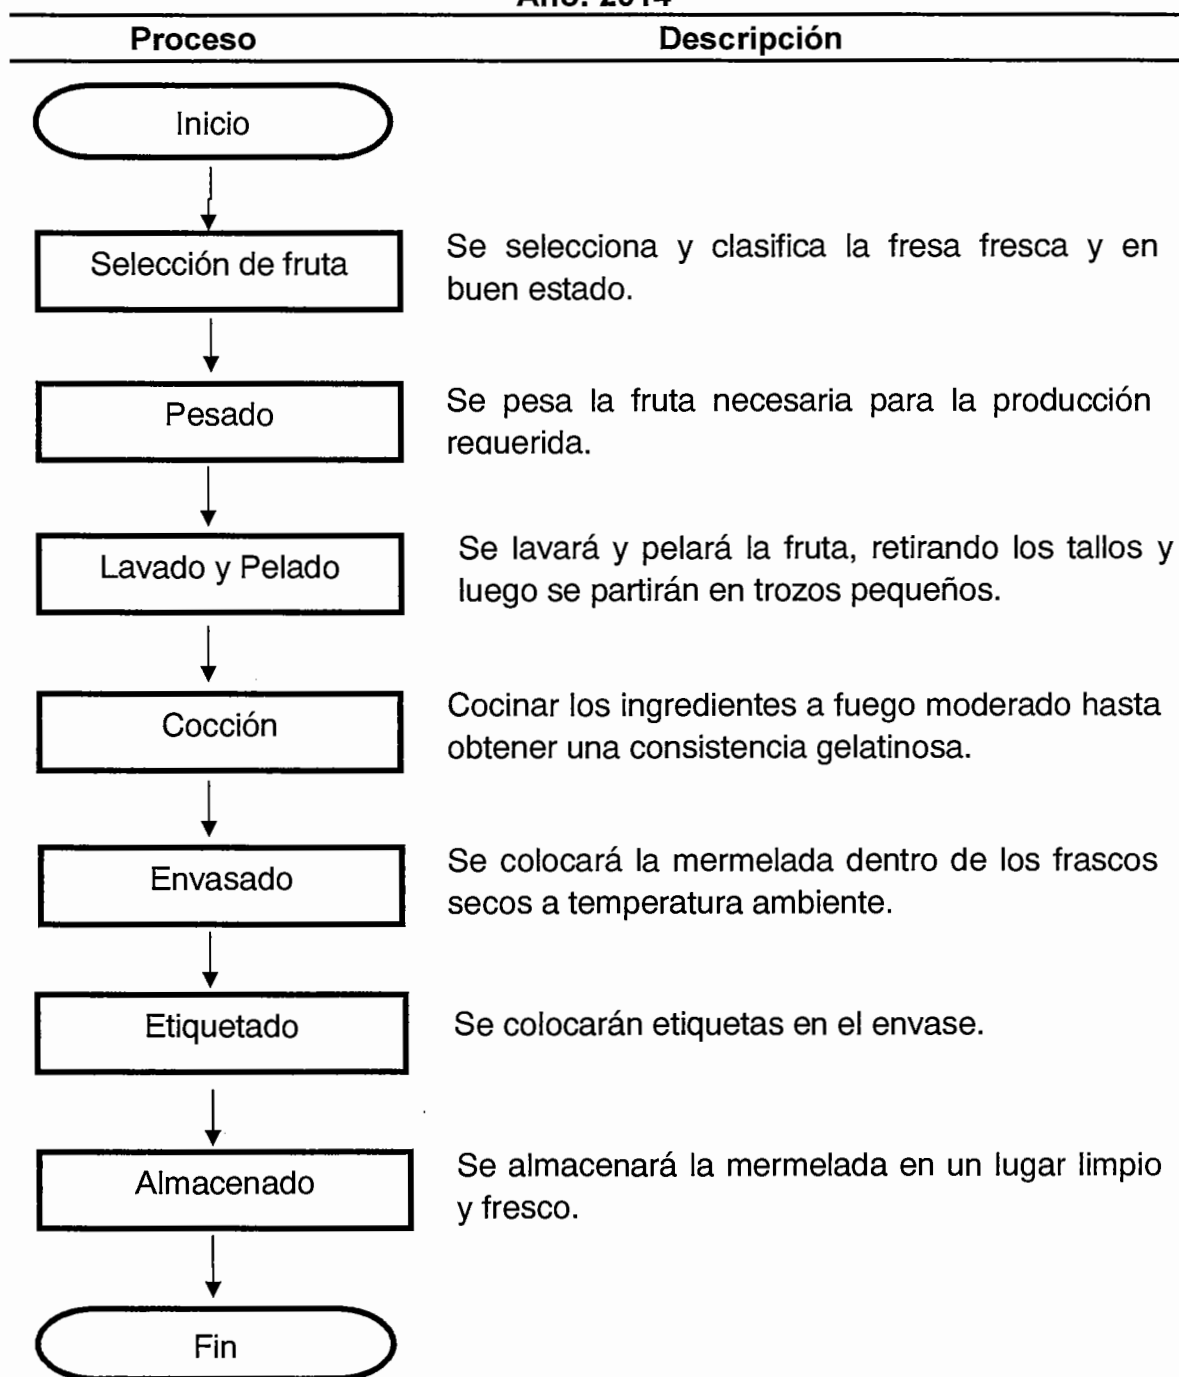 Año: 2014
Proceso Descripción
Inicio
Selección de fruta
Se selecciona y clasifica la fresa fresca y en
buen estado.
Pesado
Se pesa la fruta necesaria para la producción
requerida.
Lavado y Pelado
Se lavará y pelará la fruta, retirando los tallos y
luego se partirán en trozos pequeños.
Cocción
Cocinar los ingredientes a fuego moderado hasta
obtener una consistencia gelatinosa.
Envasado
Se colocará la mermelada dentro de los frascos
secos a temperatura ambiente.
Etiquetado
Se colocarán etiquetas en el envase.
Almacenado
Se almacenará la mermelada en un lugar limpio
y fresco.
Fin